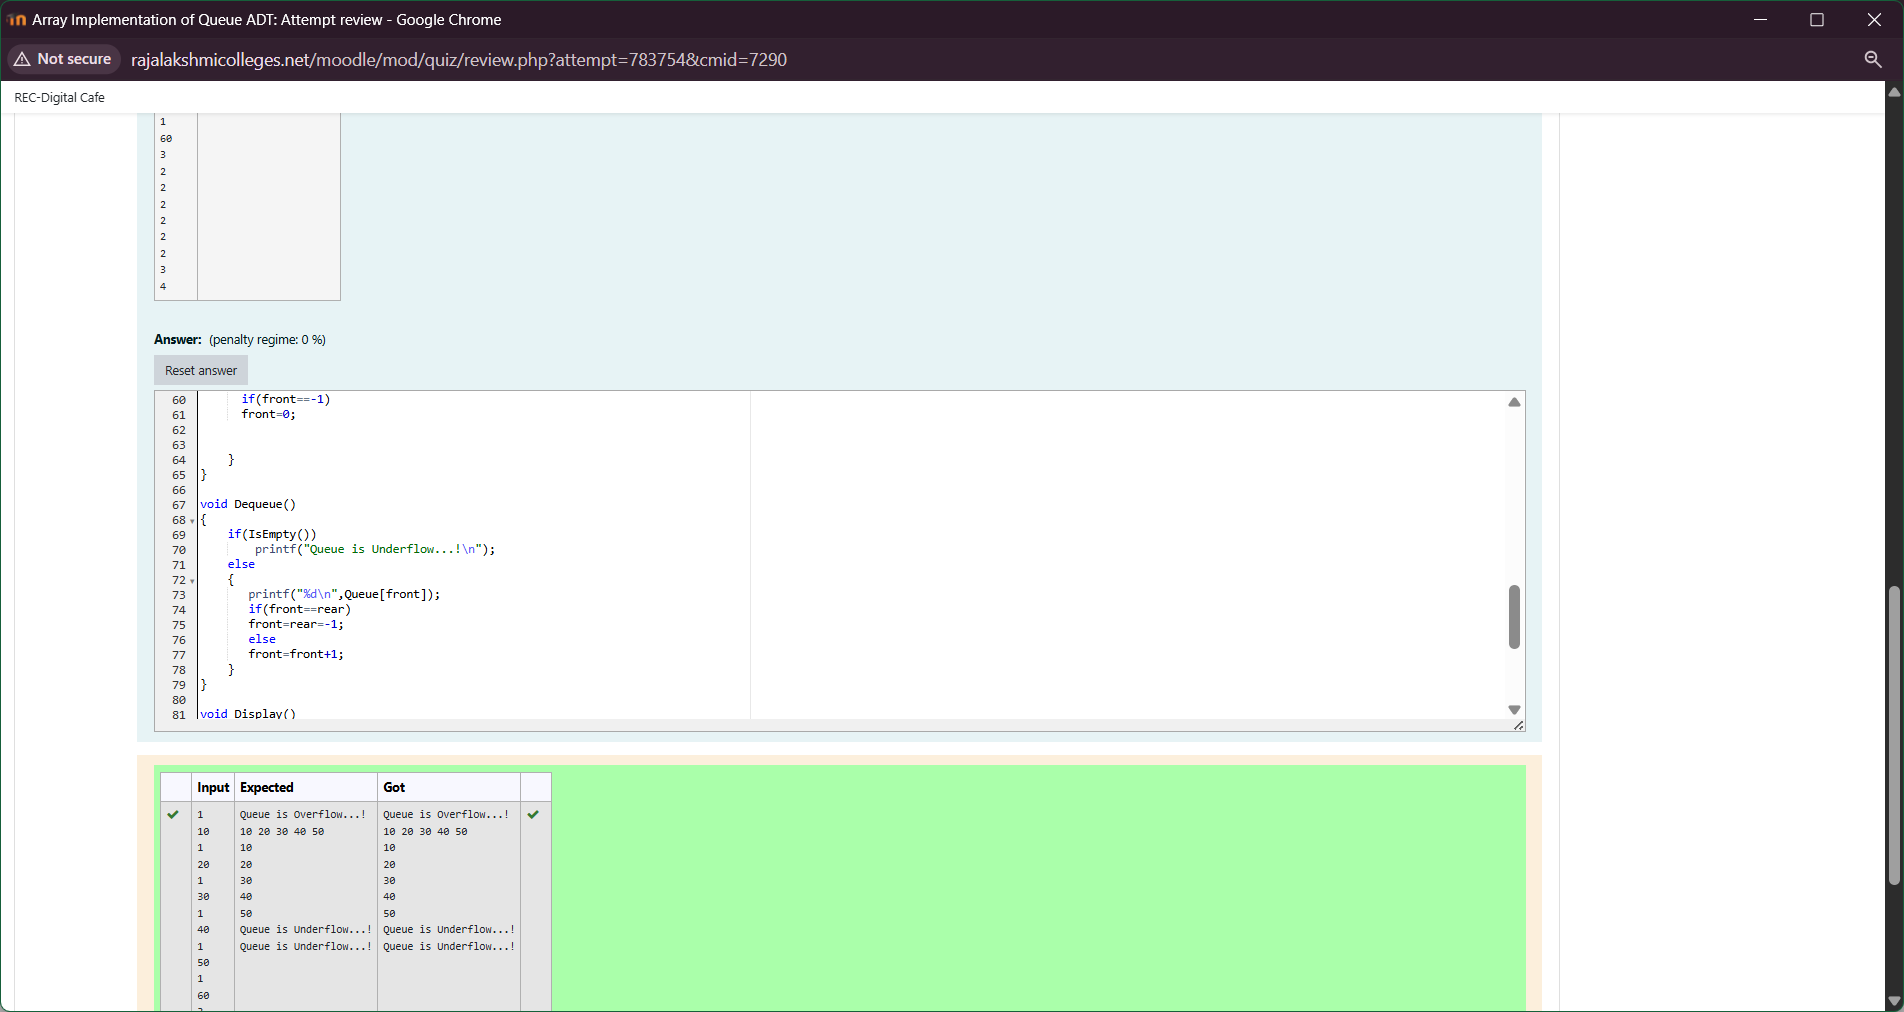 Array Implementation of Queue ADT: Attempt review - Google Chrome
Not secure
rajalakshmicolleges.net/moodle/mod/quiz/review.php?attempt=783754&cmid=7290
REC-Digital Cafe
1
60
3
2
2
2
2
2
2
3
4
Answer: (penalty regime: 0 %)
Reset answer
60 if(front==-1)
61 front=0;
62
63
64 }
65 }
66
67 void Dequeue()
68 {
69 if(IsEmpty())
70 printf("Queue is Underflow...!\n");
71 else
72 {
73 printf("%d\n",Queue[front]);
74 if(front==rear)
75 front=rear=-1;
76 else
77 front=front+1;
78 }
79 }
80
81 void Display()
Input Expected Got
1 Queue is Overflow...! Queue is Overflow...!
10 10 20 30 40 50 10 20 30 40 50
1 10 10
20 20 20
1 30 30
30 40 40
1 50 50
40 Queue is Underflow...! Queue is Underflow...!
1 Queue is Underflow...! Queue is Underflow...!
50
1
60